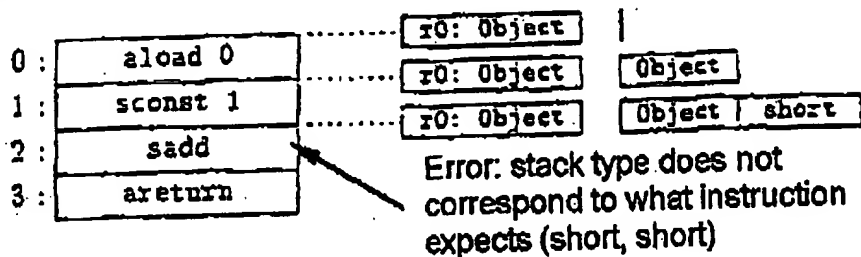 r0: Object
0 : aload 0
r0: Object Object
1 : sconst 1
r0: Object Object short
2 : sadd
3 : areturn
Error: stack type does not
correspond to what instruction
expects (short, short)